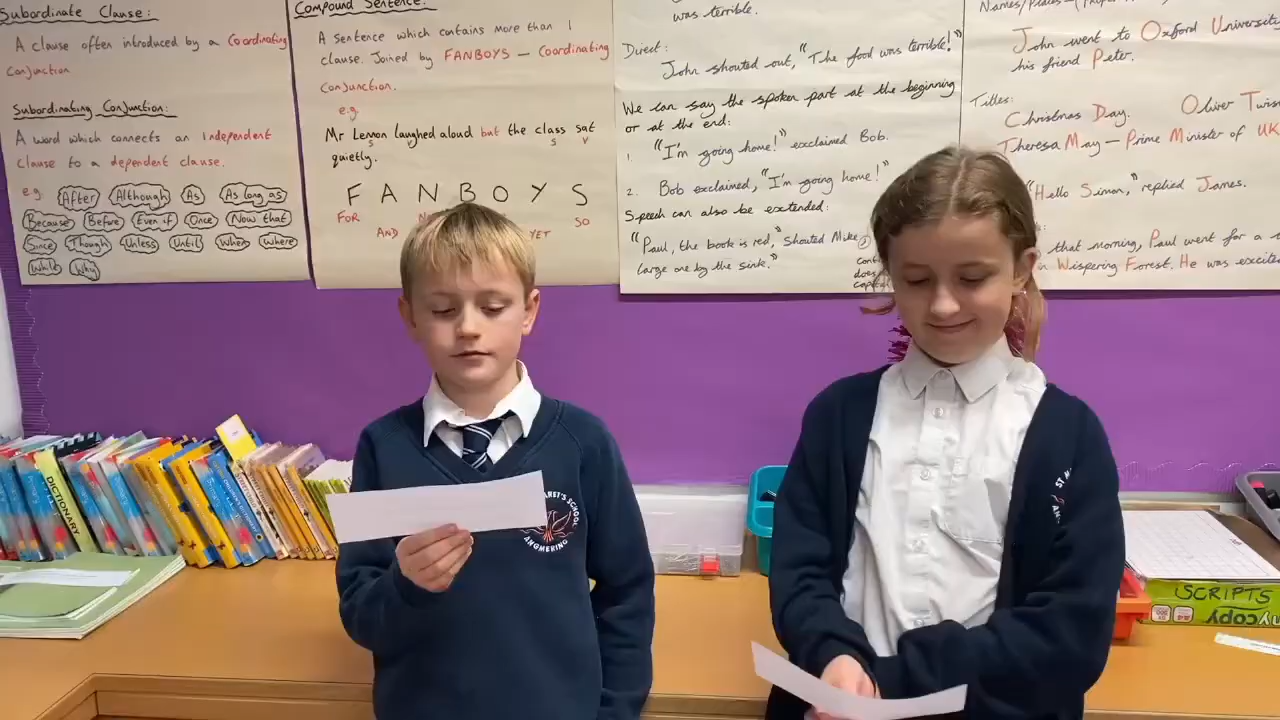 Subordinate Clause:
A clause often introduced by a Coordinating
Conjunction
Subordinating Conjunction:
A word which connects an independent
clause to a dependent clause.
eg
After Although As As long as
Because Before Even if Once Now that
Since Though Unless Until When Where
While Why
Compound Sentence:
A sentence which contains more than 1
clause. Joined by FANBOYS – Coordinating
Conjunction.
e.g
Mr Lemon laughed aloud but the class sat
S V S V
quietly.
F A N B O Y S
FOR SO
AND YET
was terrible.
Direct:
John shouted out, "The food was terrible!"
We can say the spoken part at the beginning
or at the end:
1. "I'm going home!" exclaimed Bob.
2. Bob exclaimed, "I'm going home!"
Speech can also be extended:
"Paul, the book is red," shouted Mike
large one by the sink."
John went to Oxford University
his friend Peter.
Titles:
Christmas Day. Oliver Twis
Theresa May – Prime Minister of UK
"Hello Simon," replied James.
that morning, Paul went for a
in Wispering Forest. He was excited
DICTIONARY
ARET'S SCHOOL
ANGMERING
ST M
ANG
SCRIPTS
copy